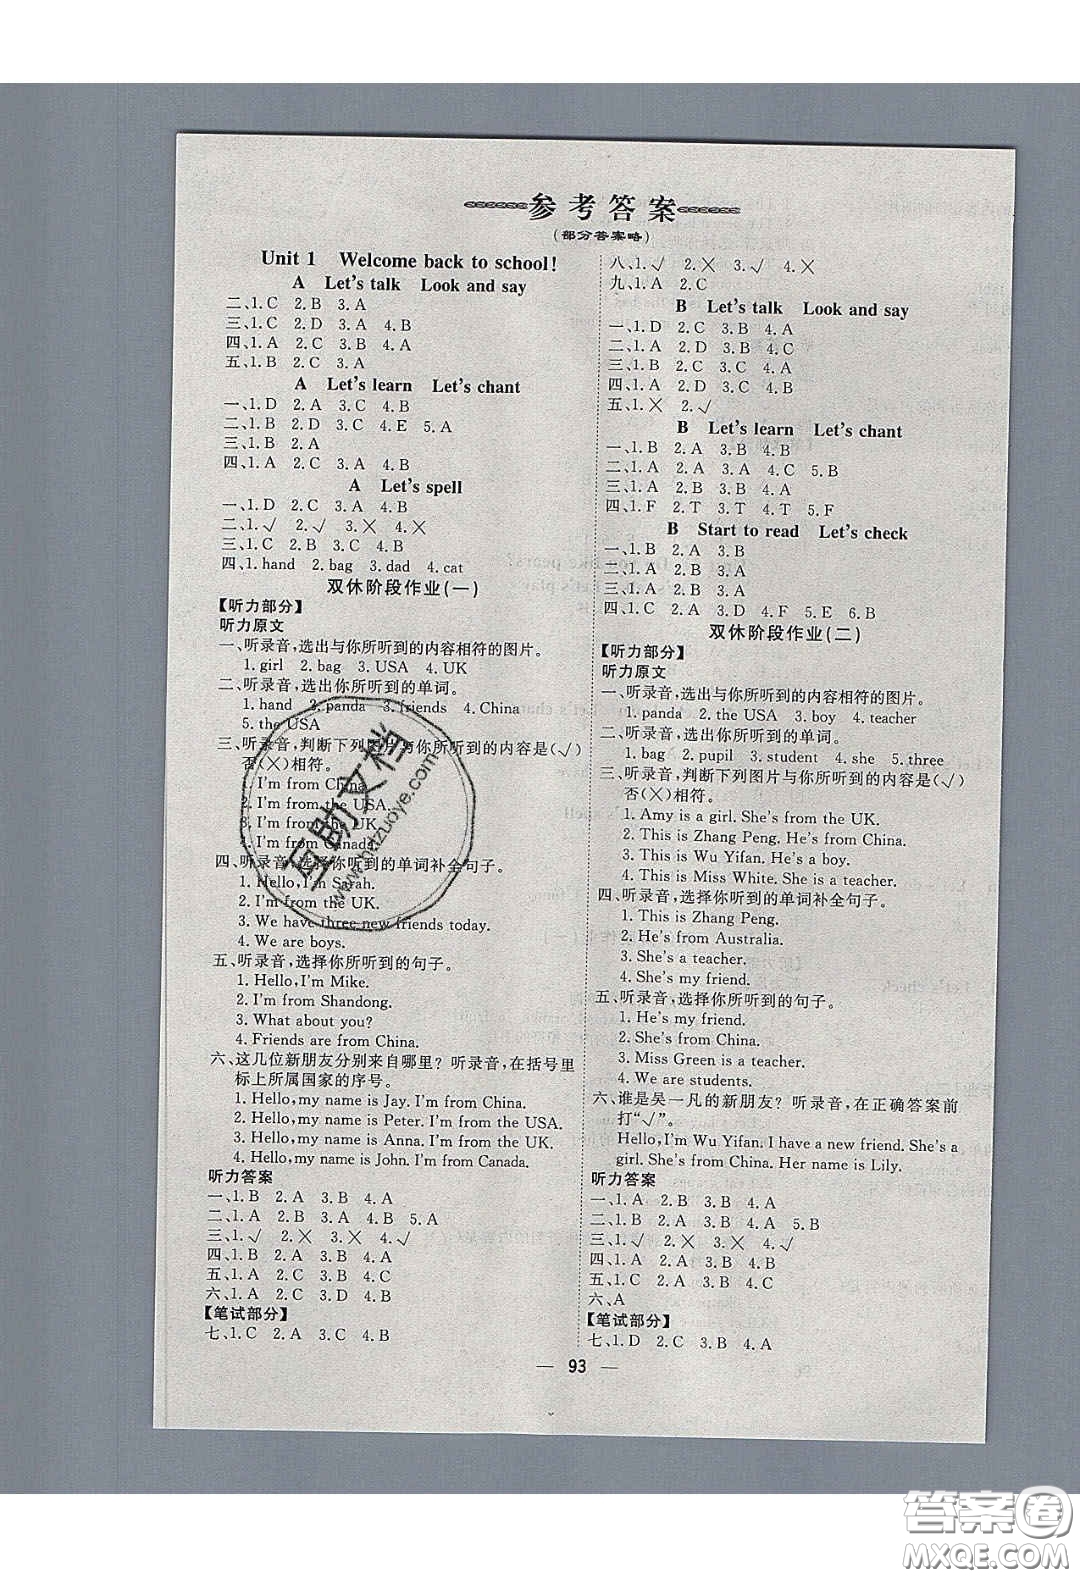 参考答案
(部分答案略)
Unit 1 Welcome back to school!
A Let's talk Look and say
二、1. C 2. B 3. A
三、1. C 2. D 3. A 4. B
四、1. A 2. C 3. B 4. A
五、1. B 2. C 3. A
A Let's learn Let's chant
一、1. D 2. A 3. C 4. B
二、1. B 2. D 3. C 4. E 5. A
三、1. B 2. A
四、1. A 2. C 3. A 4. B
A Let's spell
一、1. D 2. C 3. A 4. B
二、1. √ 2. √ 3. × 4. ×
三、1. C 2. B 3. C 4. A
四、1. hand 2. bag 3. dad 4. cat
双休阶段作业(一)
【听力部分】
听力原文
一、听录音,选出与你所听到的内容相符的图片。
1. girl 2. bag 3. USA 4. UK
二、听录音,选出你所听到的单词。
1. hand 2. panda 3. friends 4. China
5. the USA
三、听录音,判断下列图片与你所听到的内容是(√)
否(×)相符。
1. I'm from China.
2. I'm from the USA.
3. I'm from the UK.
4. I'm from Canada.
四、听录音,选择你听到的单词补全句子。
1. Hello, I'm Sarah.
2. I'm from the UK.
3. We have three new friends today.
4. We are boys.
五、听录音,选择你所听到的句子。
1. Hello, I'm Mike.
2. I'm from Shandong.
3. What about you?
4. Friends are from China.
六、这几位新朋友分别来自哪里? 听录音,在括号里
标上所属国家的序号。
1. Hello, my name is Jay. I'm from China.
2. Hello, my name is Peter. I'm from the USA.
3. Hello, my name is Anna. I'm from the UK.
4. Hello, my name is John. I'm from Canada.
听力答案
一、1. B 2. A 3. B 4. A
二、1. A 2. A 3. B 4. B 5. A
三、1. √ 2. × 3. × 4. √
四、1. B 2. A 3. B 4. A
五、1. A 2. C 3. C 4. A
六、1. A 2. C 3. D 4. B
【笔试部分】
七、1. C 2. A 3. C 4. B
八、1. √ 2. × 3. √ 4. ×
九、1. A 2. C
B Let's talk Look and say
一、1. D 2. C 3. B 4. A
二、1. A 2. B 3. C 4. A
三、1. B 2. C 3. B 4. A
四、1. A 2. D 3. C 4. B
五、1. × 2. √
B Let's learn Let's chant
一、1. B 2. A 3. B 4. B
二、1. C 2. D 3. A 4. C 5. B
三、1. A 2. B 3. B 4. A
四、1. F 2. T 3. T 4. T 5. F
B Start to read Let's check
一、1. B 2. A 3. B
二、1. C 2. A 3. B 4. A
三、1. B 2. B 3. A 4. B
四、1. C 2. A 3. D 4. F 5. E 6. B
双休阶段作业(二)
【听力部分】
听力原文
一、听录音,选出与你所听到的内容相符的图片。
1. panda 2. the USA 3. boy 4. teacher
二、听录音,选出你所听到的单词。
1. bag 2. pupil 3. student 4. she 5. three
三、听录音,判断下列图片与你所听到的内容是(√)
否(×)相符。
1. Amy is a girl. She's from the UK.
2. This is Zhang Peng. He's from China.
3. This is Wu Yifan. He's a boy.
4. This is Miss White. She is a teacher.
四、听录音,选择你听到的单词补全句子。
1. This is Zhang Peng.
2. He's from Australia.
3. She's a teacher.
4. She's my friend.
五、听录音,选择你所听到的句子。
1. He's my friend.
2. She's from China.
3. Miss Green is a teacher.
4. We are students.
六、谁是吴一凡的新朋友? 听录音,在正确答案前
打“√”。
Hello, I'm Wu Yifan. I have a new friend. She's a
girl. She's from China. Her name is Lily.
听力答案
一、1. A 2. A 3. B 4. B
二、1. B 2. B 3. A 4. A 5. B
三、1. √ 2. × 3. × 4. √
四、1. A 2. A 3. B 4. B
五、1. C 2. A 3. B 4. C
六、A
【笔试部分】
七、1. D 2. C 3. B 4. A
— 93 —
互助文档
www.hdzuoye.com
答案圈
MXQE.COM